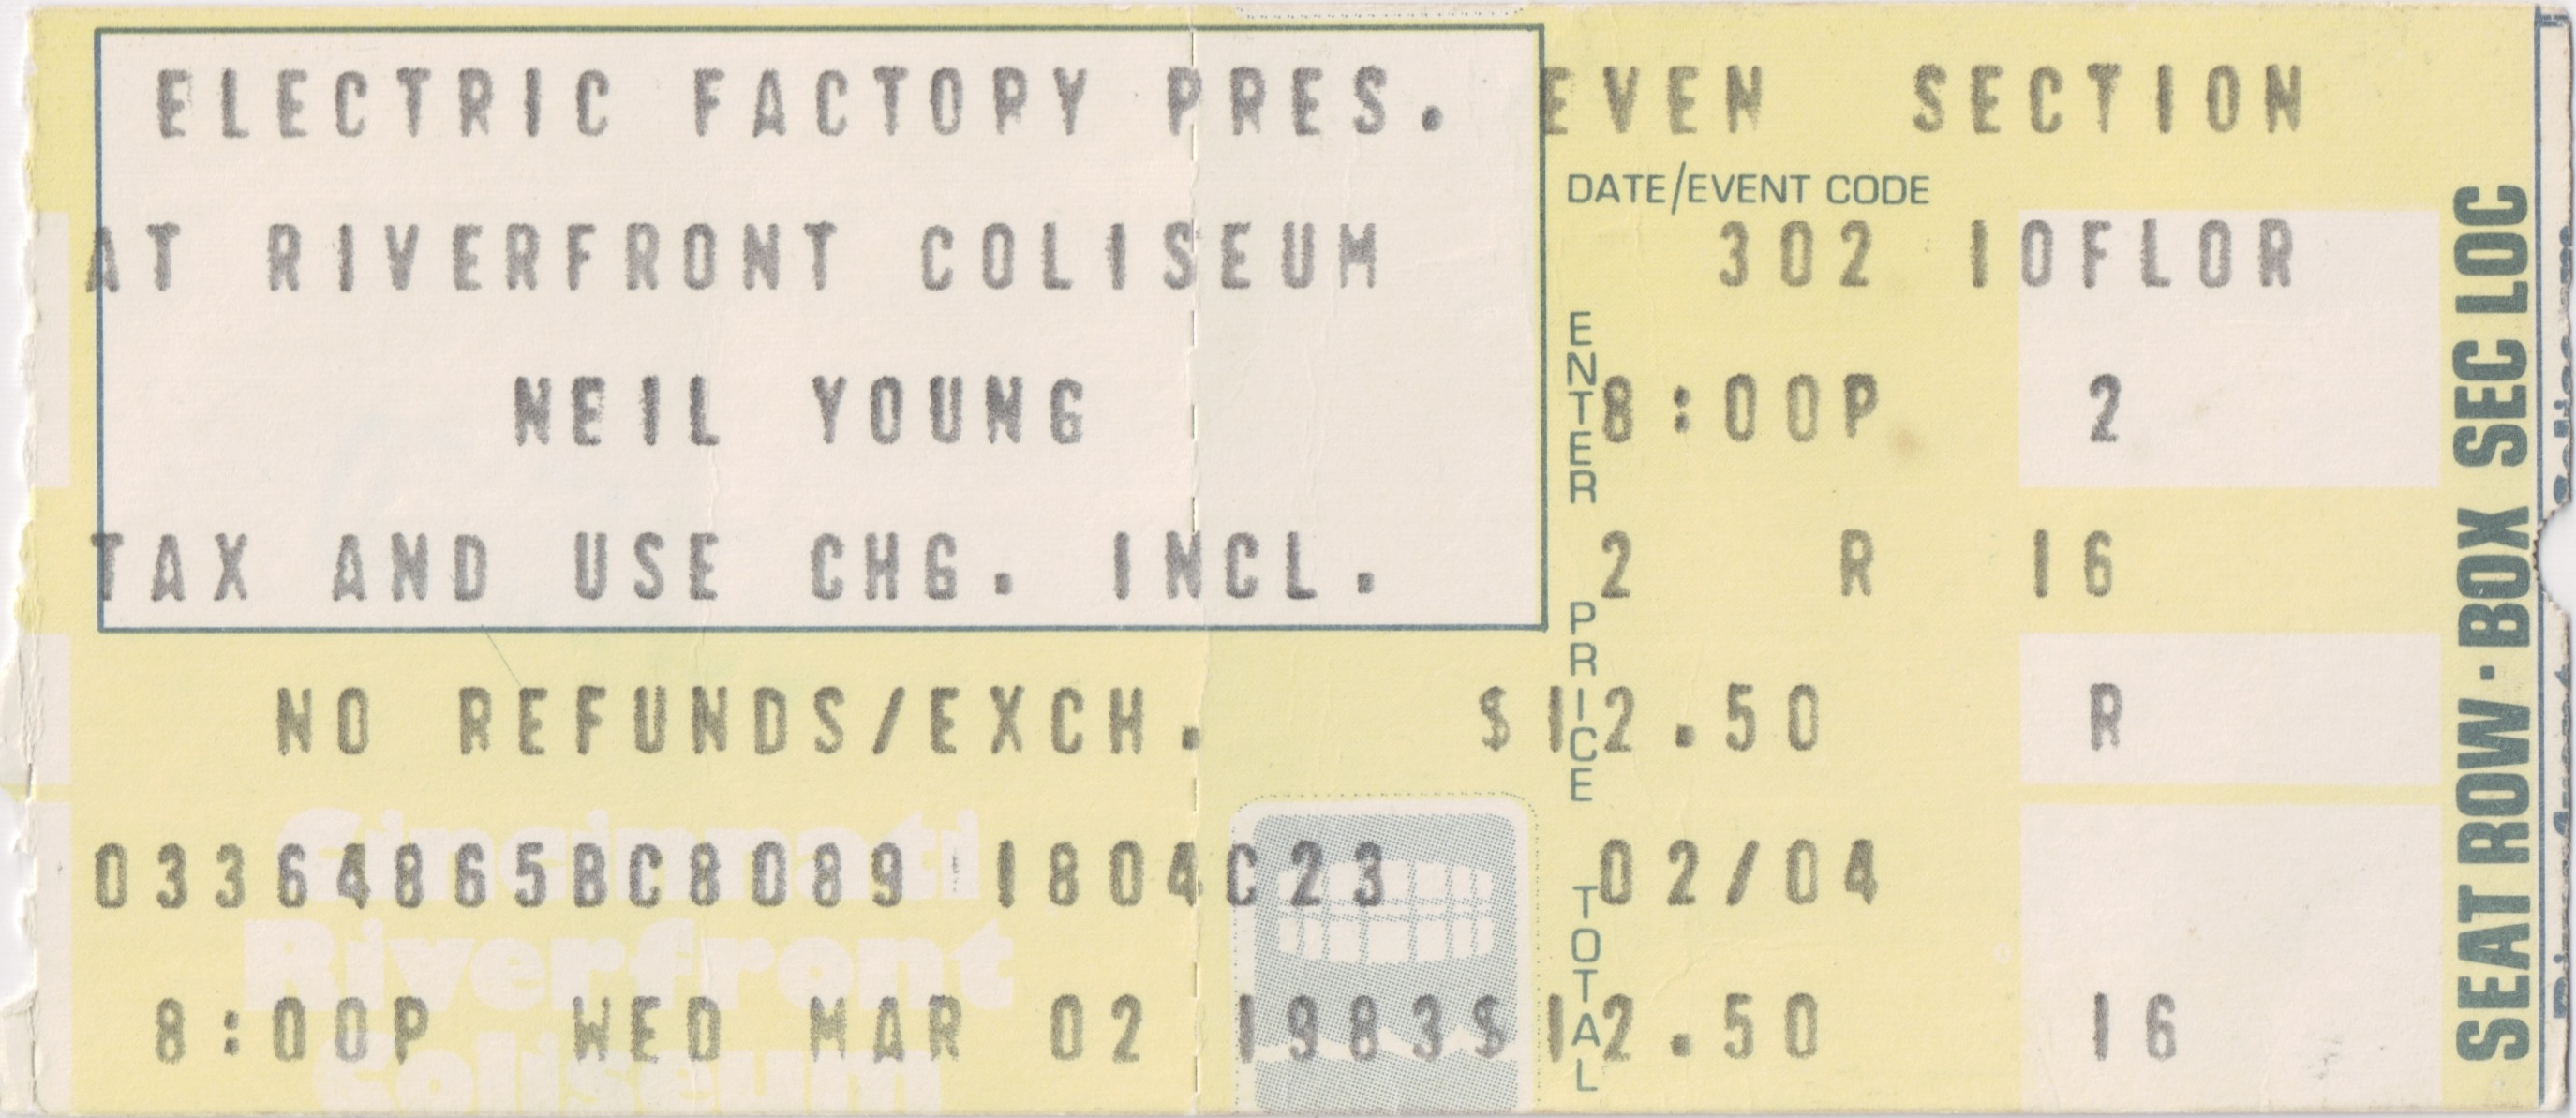 ELECTRIC FACTORY PRES. EVEN SECTION
DATE/EVENT CODE
AT RIVERFRONT COLISEUM 302 10FLOR
NEIL YOUNG 8:00P 2
TAX AND USE CHG. INCL. 2 R 16
NO REFUNDS/EXCH. $12.50 R
03364865BC8089 1804C23 02/04
8:00P WED MAR 02 1983 $12.50 16
ENTER PRICE TOTAL
Cincinnati
Riverfront
Coliseum
SEAT ROW · BOX SEC LOC